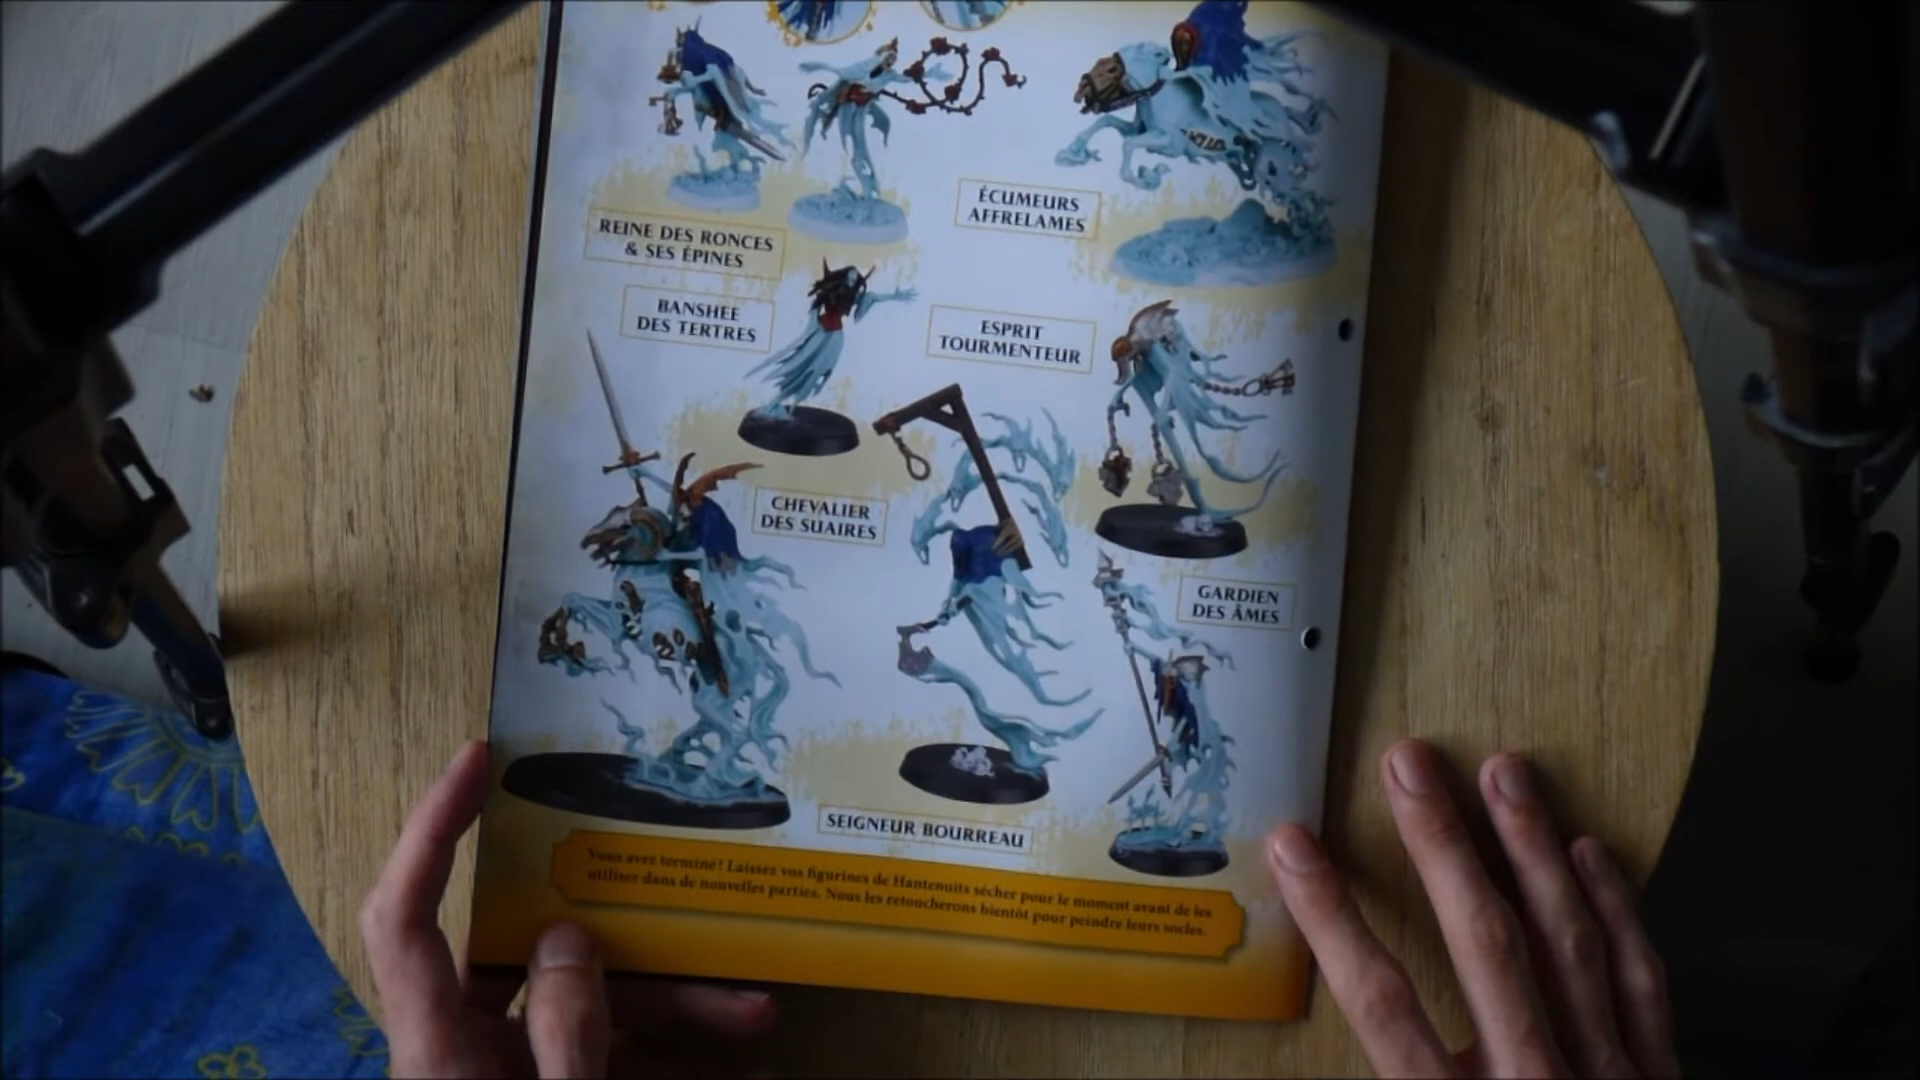 REINE DES RONCES
& SES ÉPINES
ÉCUMEURS
AFFRELAMES
BANSHEE
DES TERTRES
ESPRIT
TOURMENTEUR
CHEVALIER
DES SUAIRES
GARDIEN
DES ÂMES
SEIGNEUR BOURREAU
Vous avez terminé ! Laissez vos figurines de Hantenuits sécher pour le moment avant de les
utiliser dans de nouvelles parties. Nous les retoucherons bientôt pour peindre leurs socles.